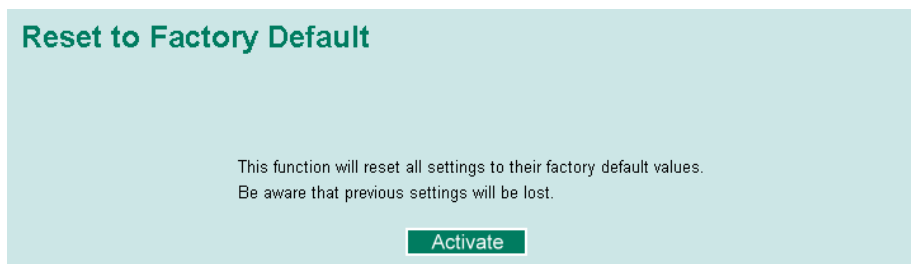 Reset to Factory Default
This function will reset all settings to their factory default values.
Be aware that previous settings will be lost.
Activate